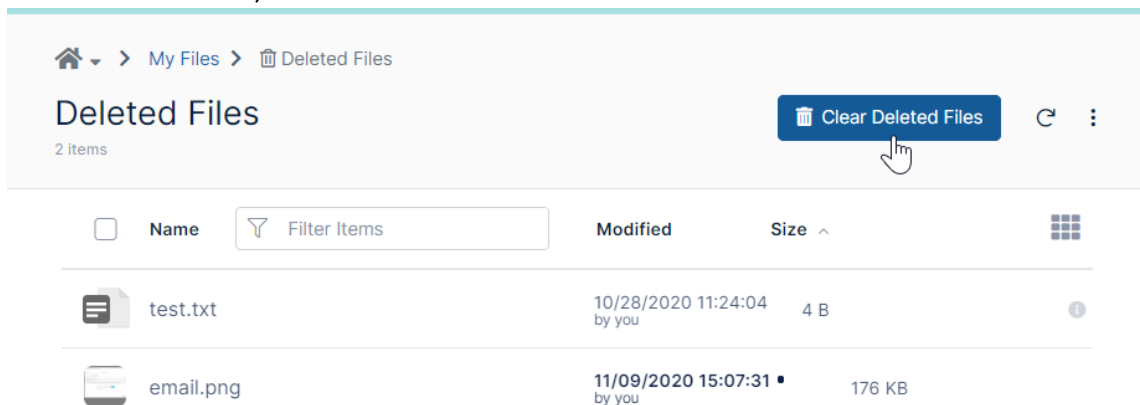 My Files Deleted Files
Deleted Files
Clear Deleted Files
2 items
Name Filter Items Modified Size
test.txt 10/28/2020 11:24:04 4 B
by you
email.png 11/09/2020 15:07:31 176 KB
by you